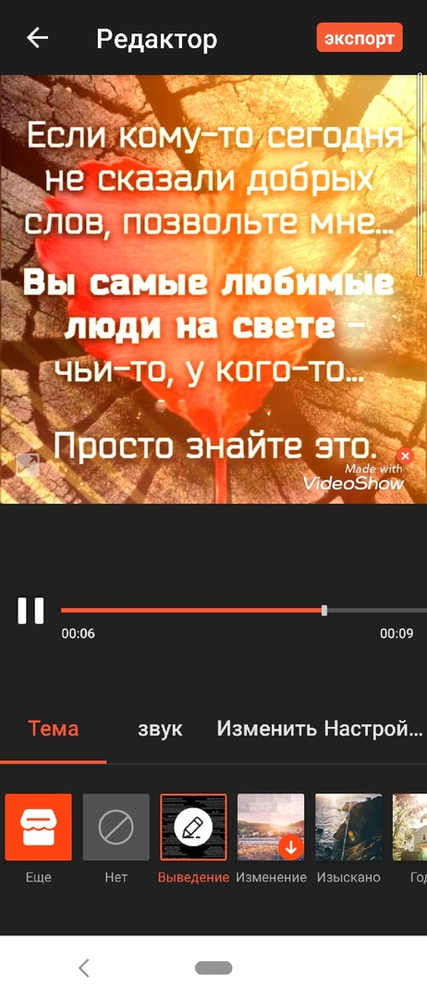 Редактор
экспорт
Если кому-то сегодня
не сказали добрых
слов, позвольте мне...
Вы самые любимые
люди на свете -
чьи-то, у кого-то...
Просто знайте это.
Made with
VideoShow
00:06
00:09
Тема
звук
Изменить Настрой...
Еще
Нет
Выведение
Изменение
Изыскано
Год